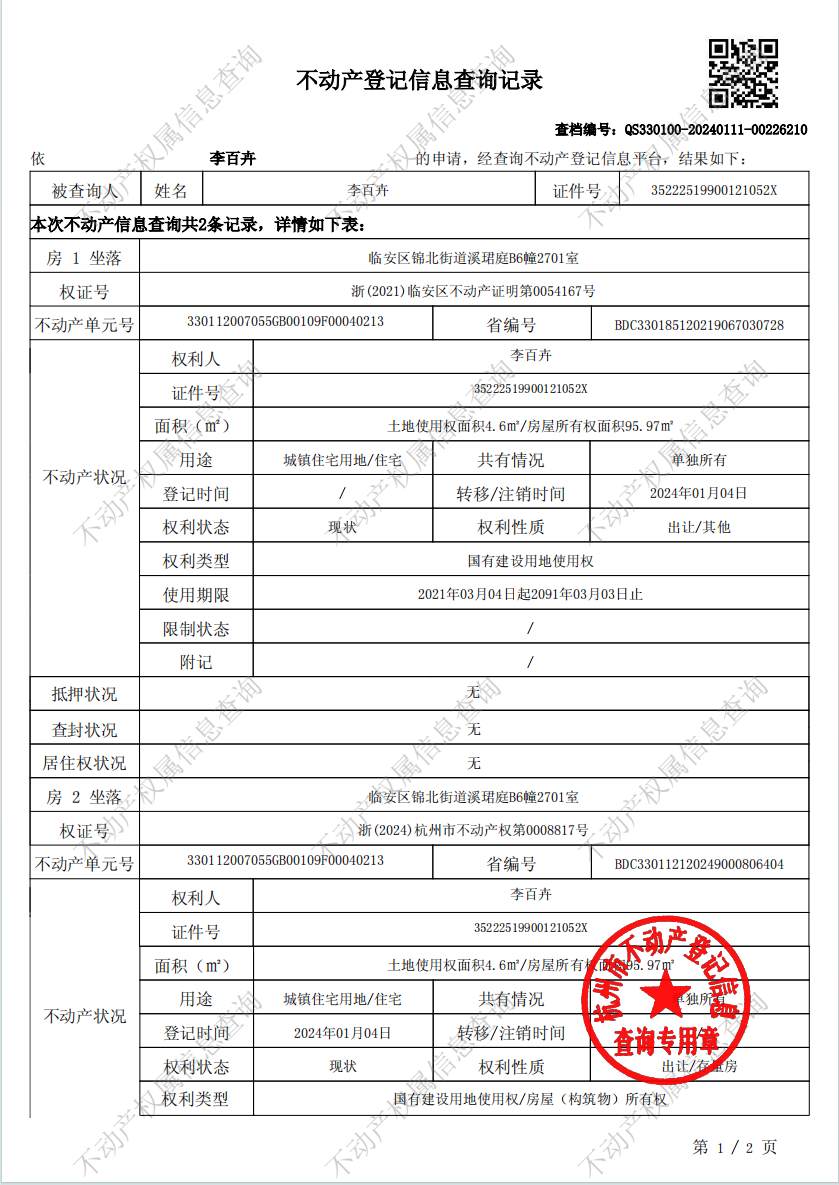 不动产登记信息查询记录
查档编号：QS330100-20240111-00226210
依 李百卉 的申请，经查询不动产登记信息平台，结果如下：
被查询人 姓名 李百卉 证件号 35222519900121052X
本次不动产信息查询共2条记录，详情如下表：
房 1 坐落 临安区锦北街道溪珺庭B6幢2701室
权证号 浙(2021)临安区不动产证明第0054167号
不动产单元号 330112007055GB00109F00040213 省编号 BDC330185120219067030728
不动产状况
权利人 李百卉
证件号 35222519900121052X
面积（㎡） 土地使用权面积4.6㎡/房屋所有权面积95.97㎡
用途 城镇住宅用地/住宅 共有情况 单独所有
登记时间 / 转移/注销时间 2024年01月04日
权利状态 现状 权利性质 出让/其他
权利类型 国有建设用地使用权
使用期限 2021年03月04日起2091年03月03日止
限制状态 /
附记 /
抵押状况 无
查封状况 无
居住权状况 无
房 2 坐落 临安区锦北街道溪珺庭B6幢2701室
权证号 浙(2024)杭州市不动产权第0008817号
不动产单元号 330112007055GB00109F00040213 省编号 BDC330112120249000806404
不动产状况
权利人 李百卉
证件号 35222519900121052X
面积（㎡） 土地使用权面积4.6㎡/房屋所有权面积95.97㎡
用途 城镇住宅用地/住宅 共有情况 单独所有
登记时间 2024年01月04日 转移/注销时间
权利状态 现状 权利性质 出让/存量房
权利类型 国有建设用地使用权/房屋（构筑物）所有权
杭州市不动产登记信息
查询专用章
第 1 / 2 页
不动产权属信息查询